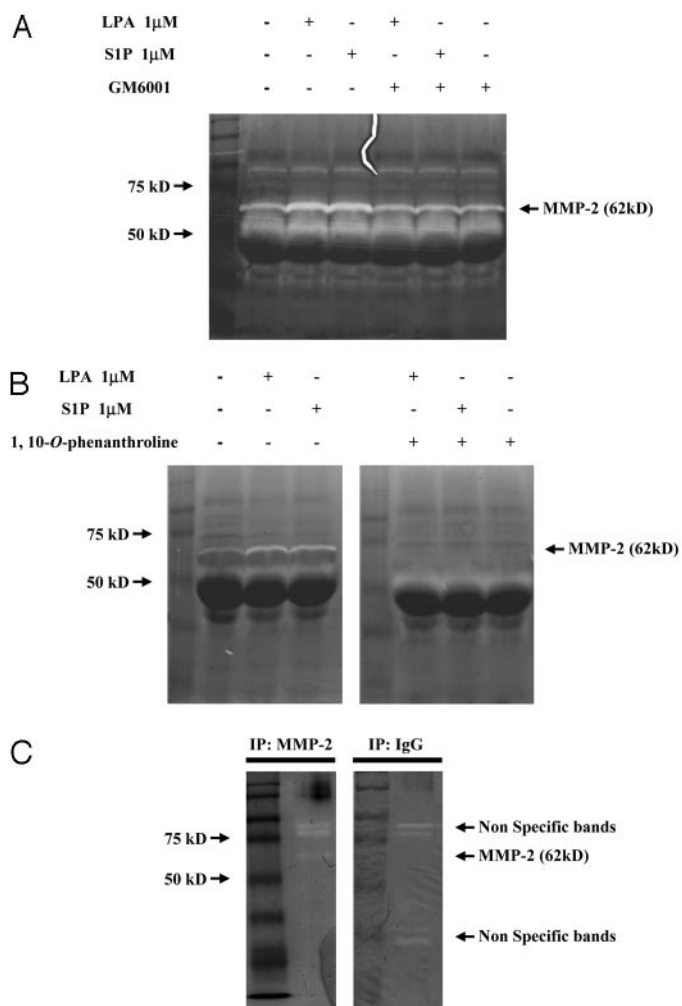 A
LPA 1µM - + - + - -
S1P 1µM - - + - + -
GM6001 - - - + + +
75 kD
50 kD
MMP-2 (62kD)
B
LPA 1µM - + - + - -
S1P 1µM - - + - + -
1, 10-O-phenanthroline - - - + + +
75 kD
50 kD
MMP-2 (62kD)
C
IP: MMP-2 IP: IgG
75 kD
50 kD
Non Specific bands
MMP-2 (62kD)
Non Specific bands